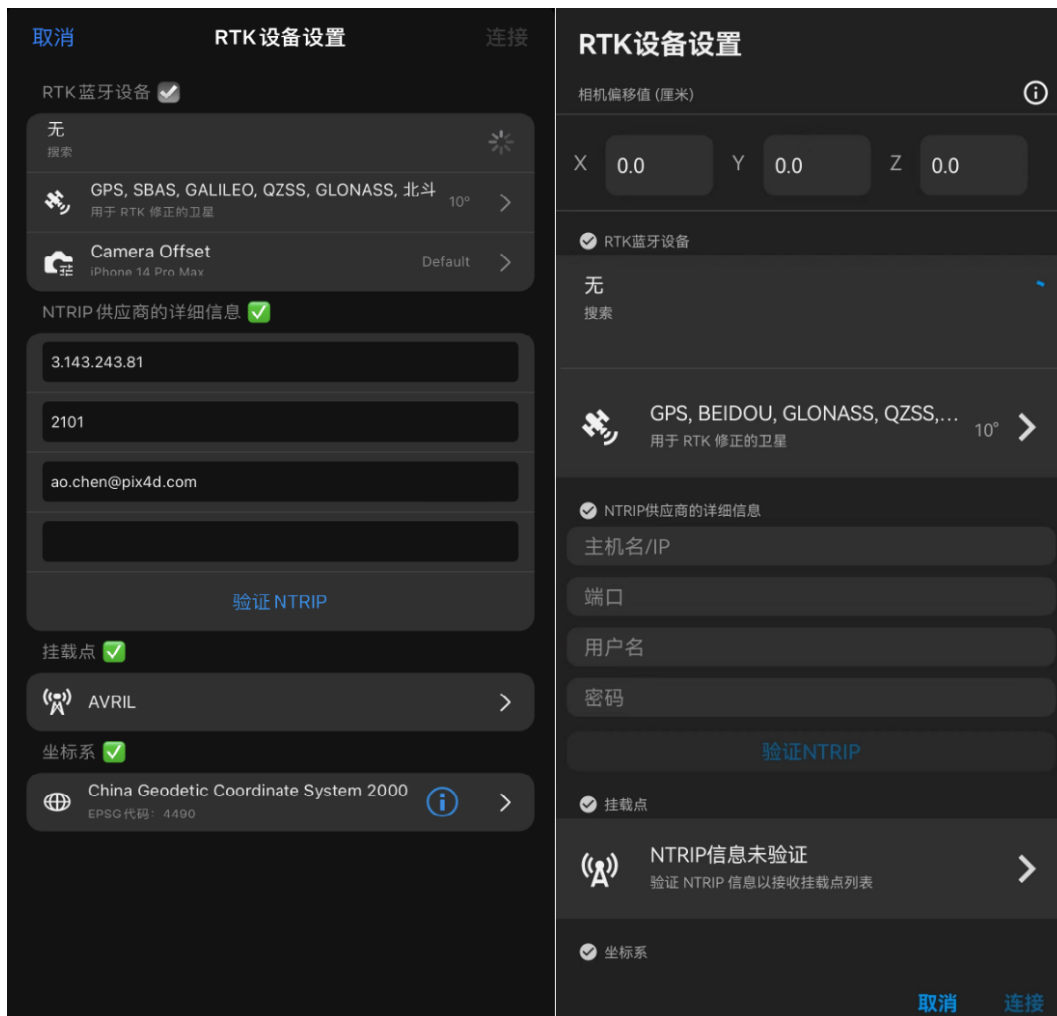 取消 RTK设备设置 连接
RTK蓝牙设备
无
搜索
GPS, SBAS, GALILEO, QZSS, GLONASS, 北斗 10°
用于 RTK 修正的卫星
Camera Offset Default
iPhone 14 Pro Max
NTRIP供应商的详细信息
3.143.243.81
2101
ao.chen@pix4d.com
验证 NTRIP
挂载点
AVRIL
坐标系
China Geodetic Coordinate System 2000
EPSG代码：4490
RTK设备设置
相机偏移值 (厘米)
X 0.0 Y 0.0 Z 0.0
RTK蓝牙设备
无
搜索
GPS, BEIDOU, GLONASS, QZSS,... 10°
用于 RTK 修正的卫星
NTRIP供应商的详细信息
主机名/IP
端口
用户名
密码
验证NTRIP
挂载点
NTRIP信息未验证
验证 NTRIP 信息以接收挂载点列表
坐标系
取消 连接